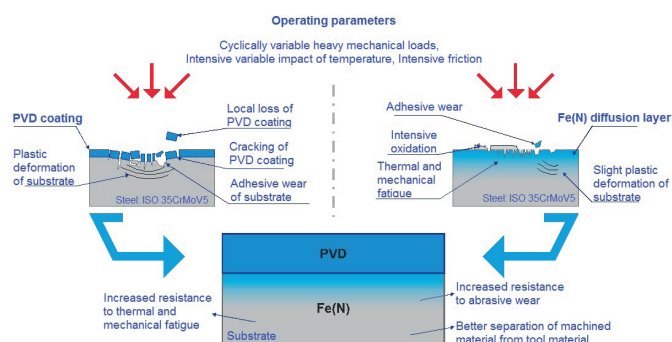 Operating parameters
Cyclically variable heavy mechanical loads,
Intensive variable impact of temperature, Intensive friction
PVD coating
Local loss of
PVD coating
Cracking of
PVD coating
Plastic
deformation
of substrate
Adhesive wear
of substrate
Steel: ISO 35CrMoV5
Adhesive wear
Fe(N) diffusion layer
Intensive
oxidation
Thermal and
mechanical
fatigue
Slight plastic
deformation of
substrate
Steel: ISO 35CrMoV5
PVD
Fe(N)
Substrate
Increased resistance
to thermal and
mechanical fatigue
Increased resistance
to abrasive wear
Better separation of machined
material from tool material